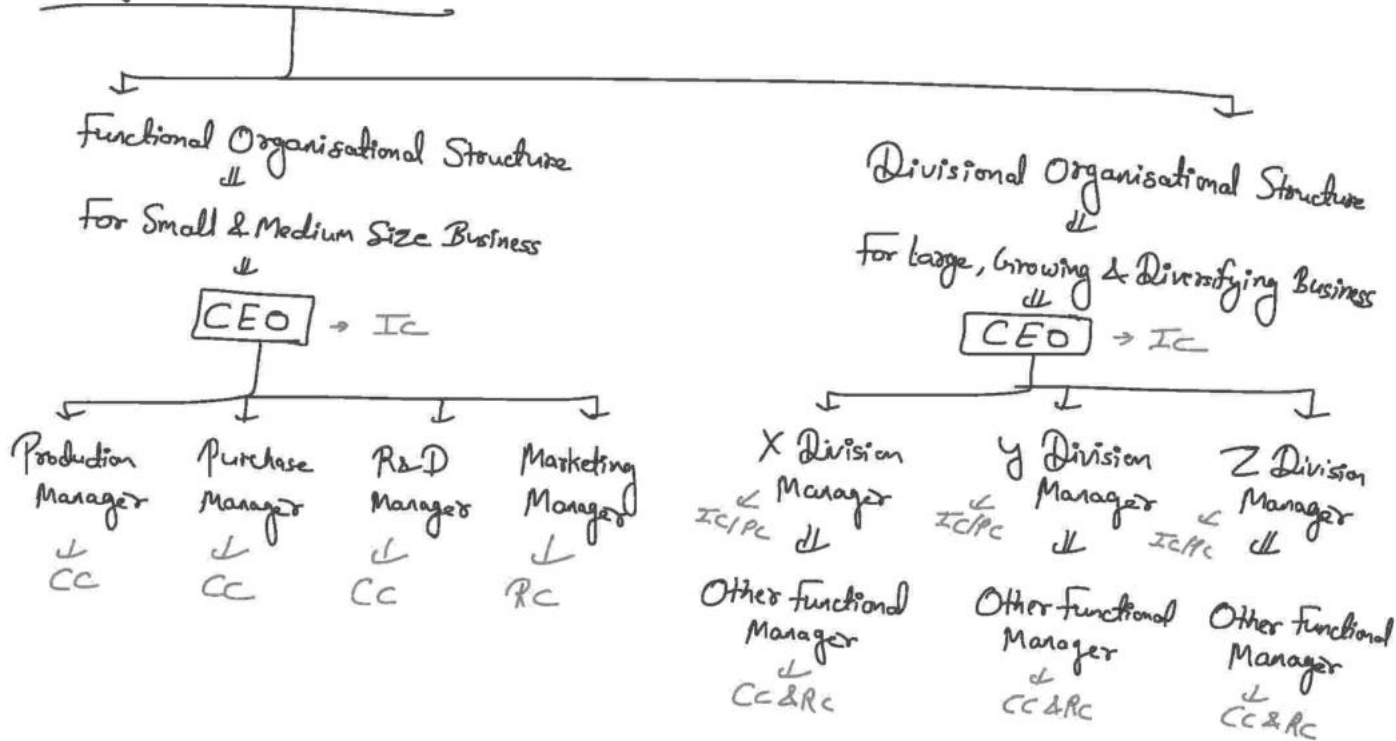 Functional Organisational Structure
For Small & Medium Size Business
CEO → IC
Production Manager
CC
Purchase Manager
CC
R&D Manager
CC
Marketing Manager
RC
Divisional Organisational Structure
For Large, Growing & Diversifying Business
CEO → IC
X Division Manager
IC/PC
Other Functional Manager
CC & RC
Y Division Manager
IC/PC
Other Functional Manager
CC & RC
Z Division Manager
IC/PC
Other Functional Manager
CC & RC